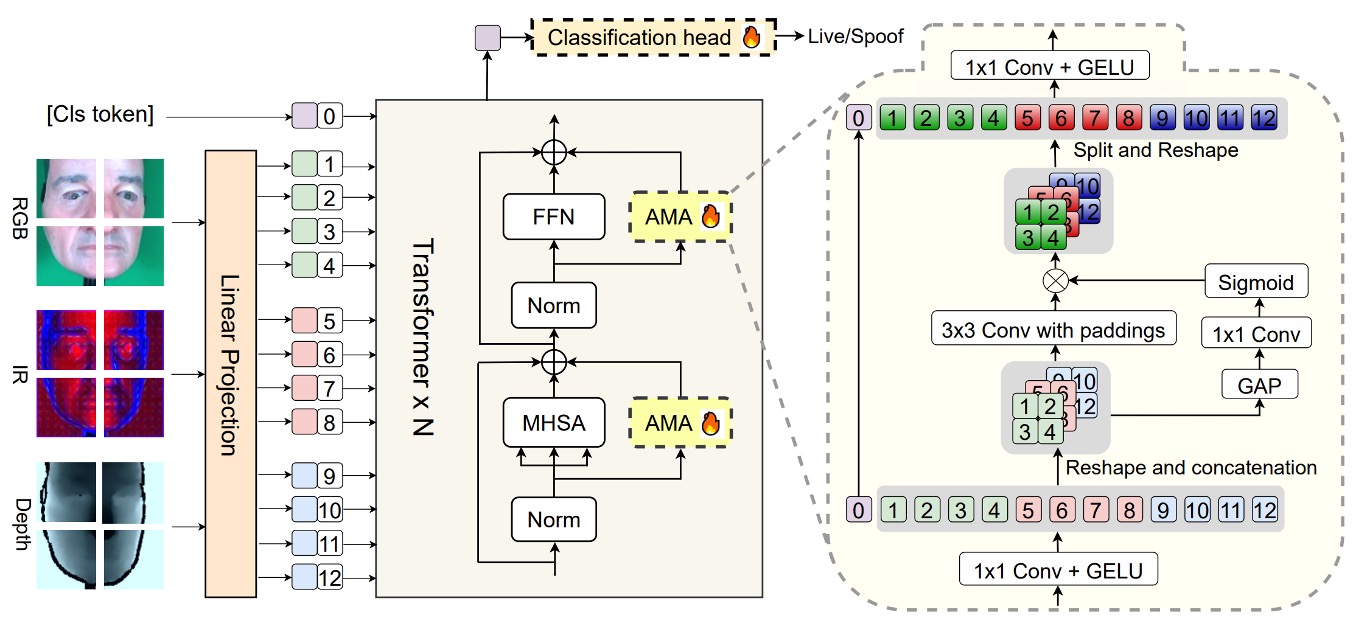 [Cls token]
0
RGB
1
2
3
4
IR
5
6
7
8
Depth
9
10
11
12
Linear Projection
Transformer x N
Classification head
Live/Spoof
FFN
AMA
Norm
MHSA
AMA
Norm
1x1 Conv + GELU
0 1 2 3 4 5 6 7 8 9 10 11 12
Split and Reshape
9 10
5 6
1 2 12
3 4
Sigmoid
3x3 Conv with paddings
1x1 Conv
GAP
9 10
5 6
1 2 12
3 4
Reshape and concatenation
0 1 2 3 4 5 6 7 8 9 10 11 12
1x1 Conv + GELU